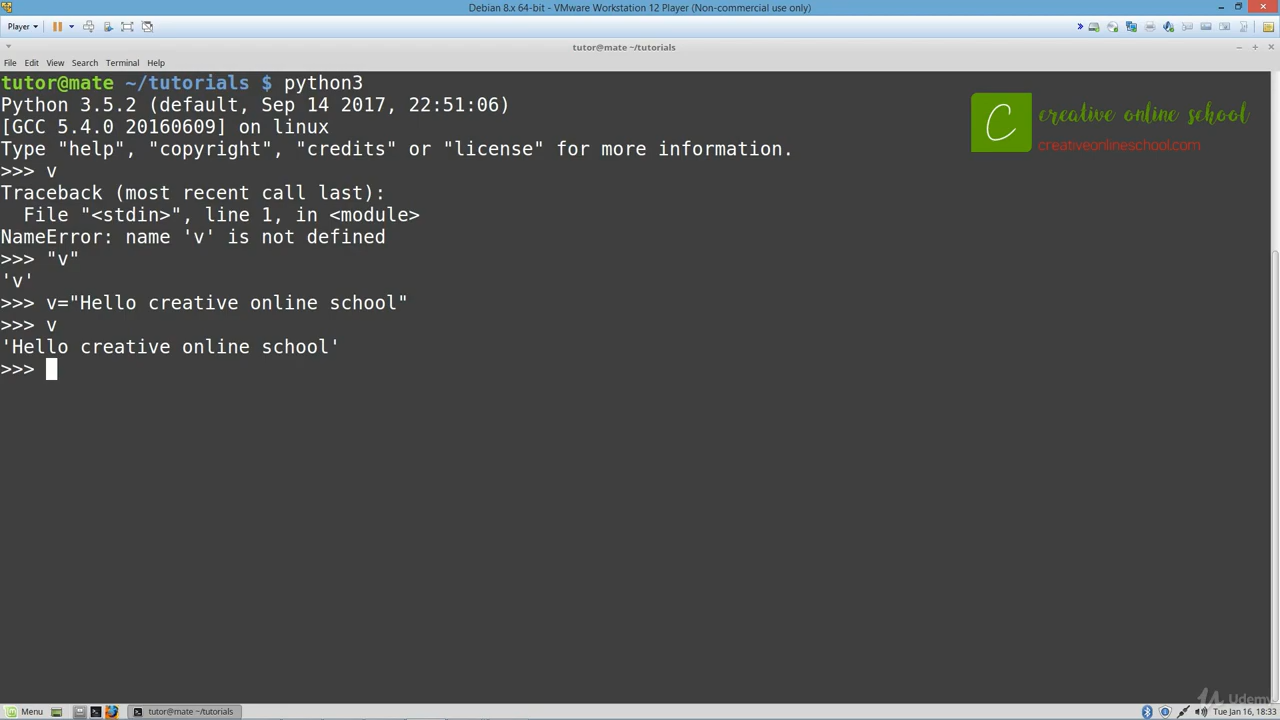 Debian 8.x 64-bit - VMware Workstation 12 Player (Non-commercial use only)
Player
tutor@mate ~/tutorials
File Edit View Search Terminal Help
tutor@mate ~/tutorials $ python3
Python 3.5.2 (default, Sep 14 2017, 22:51:06)
[GCC 5.4.0 20160609] on linux
Type "help", "copyright", "credits" or "license" for more information.
>>> v
Traceback (most recent call last):
  File "<stdin>", line 1, in <module>
NameError: name 'v' is not defined
>>> "v"
'v'
>>> v="Hello creative online school"
>>> v
'Hello creative online school'
>>>
C creative online school
creativeonlineschool.com
Udemy
Menu tutor@mate ~/tutorials Tue Jan 16, 18:33